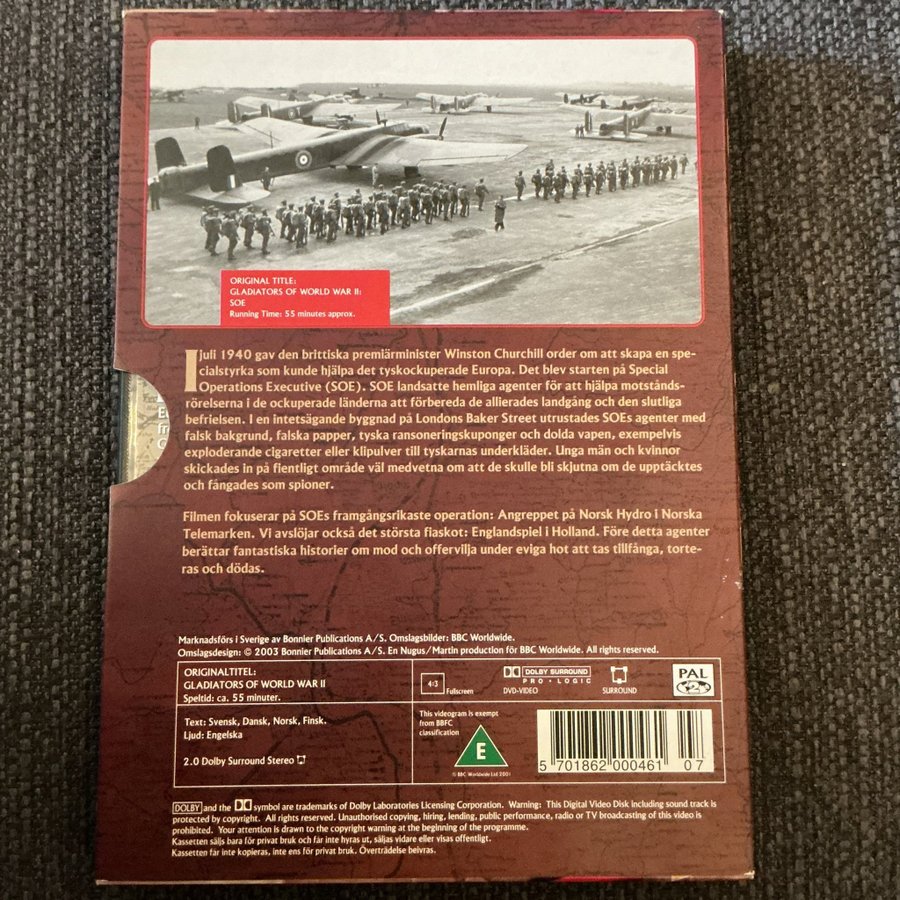 ORIGINAL TITLE:
GLADIATORS OF WORLD WAR II:
SOE
Running Time: 55 minutes approx.
I juli 1940 gav den brittiska premiärminister Winston Churchill order om att skapa en spe-
cialstyrka som kunde hjälpa det tyskockuperade Europa. Det blev starten på Special
Operations Executive (SOE). SOE landsatte hemliga agenter för att hjälpa motstånds-
rörelserna i de ockuperade länderna att förbereda de allierades landgång och den slutliga
befrielsen. I en intetsägande byggnad på Londons Baker Street utrustades SOEs agenter med
falsk bakgrund, falska papper, tyska ransoneringskuponger och dolda vapen, exempelvis
exploderande cigaretter eller klipulver till tyskarnas underkläder. Unga män och kvinnor
skickades in på fientligt område väl medvetna om att de skulle bli skjutna om de upptäcktes
och fångades som spioner.
Filmen fokuserar på SOEs framgångsrikaste operation: Angreppet på Norsk Hydro i Norska
Telemarken. Vi avslöjar också det största fiaskot: Englandspiel i Holland. Före detta agenter
berättar fantastiska historier om mod och offervilja under eviga hot att tas tillfånga, torte-
ras och dödas.
Marknadsförs i Sverige av Bonnier Publications A/S. Omslagsbilder: BBC Worldwide.
Omslagsdesign: © 2003 Bonnier Publications A/S. En Nugus/Martin production för BBC Worldwide. All rights reserved.
ORIGINALTITEL:
GLADIATORS OF WORLD WAR II
Speltid: ca. 55 minuter.
Text: Svensk, Dansk, Norsk, Finsk.
Ljud: Engelska
2.0 Dolby Surround Stereo
4:3 Fullscreen
DOLBY SURROUND
PRO • LOGIC
DVD-VIDEO
SURROUND
PAL
2
This videogram is exempt
from BBFC
classification
E
© BBC Worldwide Ltd 2001
5 701862 000461 07
DOLBY and the DD symbol are trademarks of Dolby Laboratories Licensing Corporation. Warning: This Digital Video Disk including sound track is
protected by copyright. All rights reserved. Unauthorised copying, hiring, lending, public performance, radio or TV broadcasting of this video is
prohibited. Your attention is drawn to the copyright warning at the beginning of the programme.
Kassetten säljs bara för privat bruk och får inte hyras ut, säljas vidare eller visas offentligt.
Kassetten får inte kopieras, inte ens för privat bruk. Överträdelse beivras.